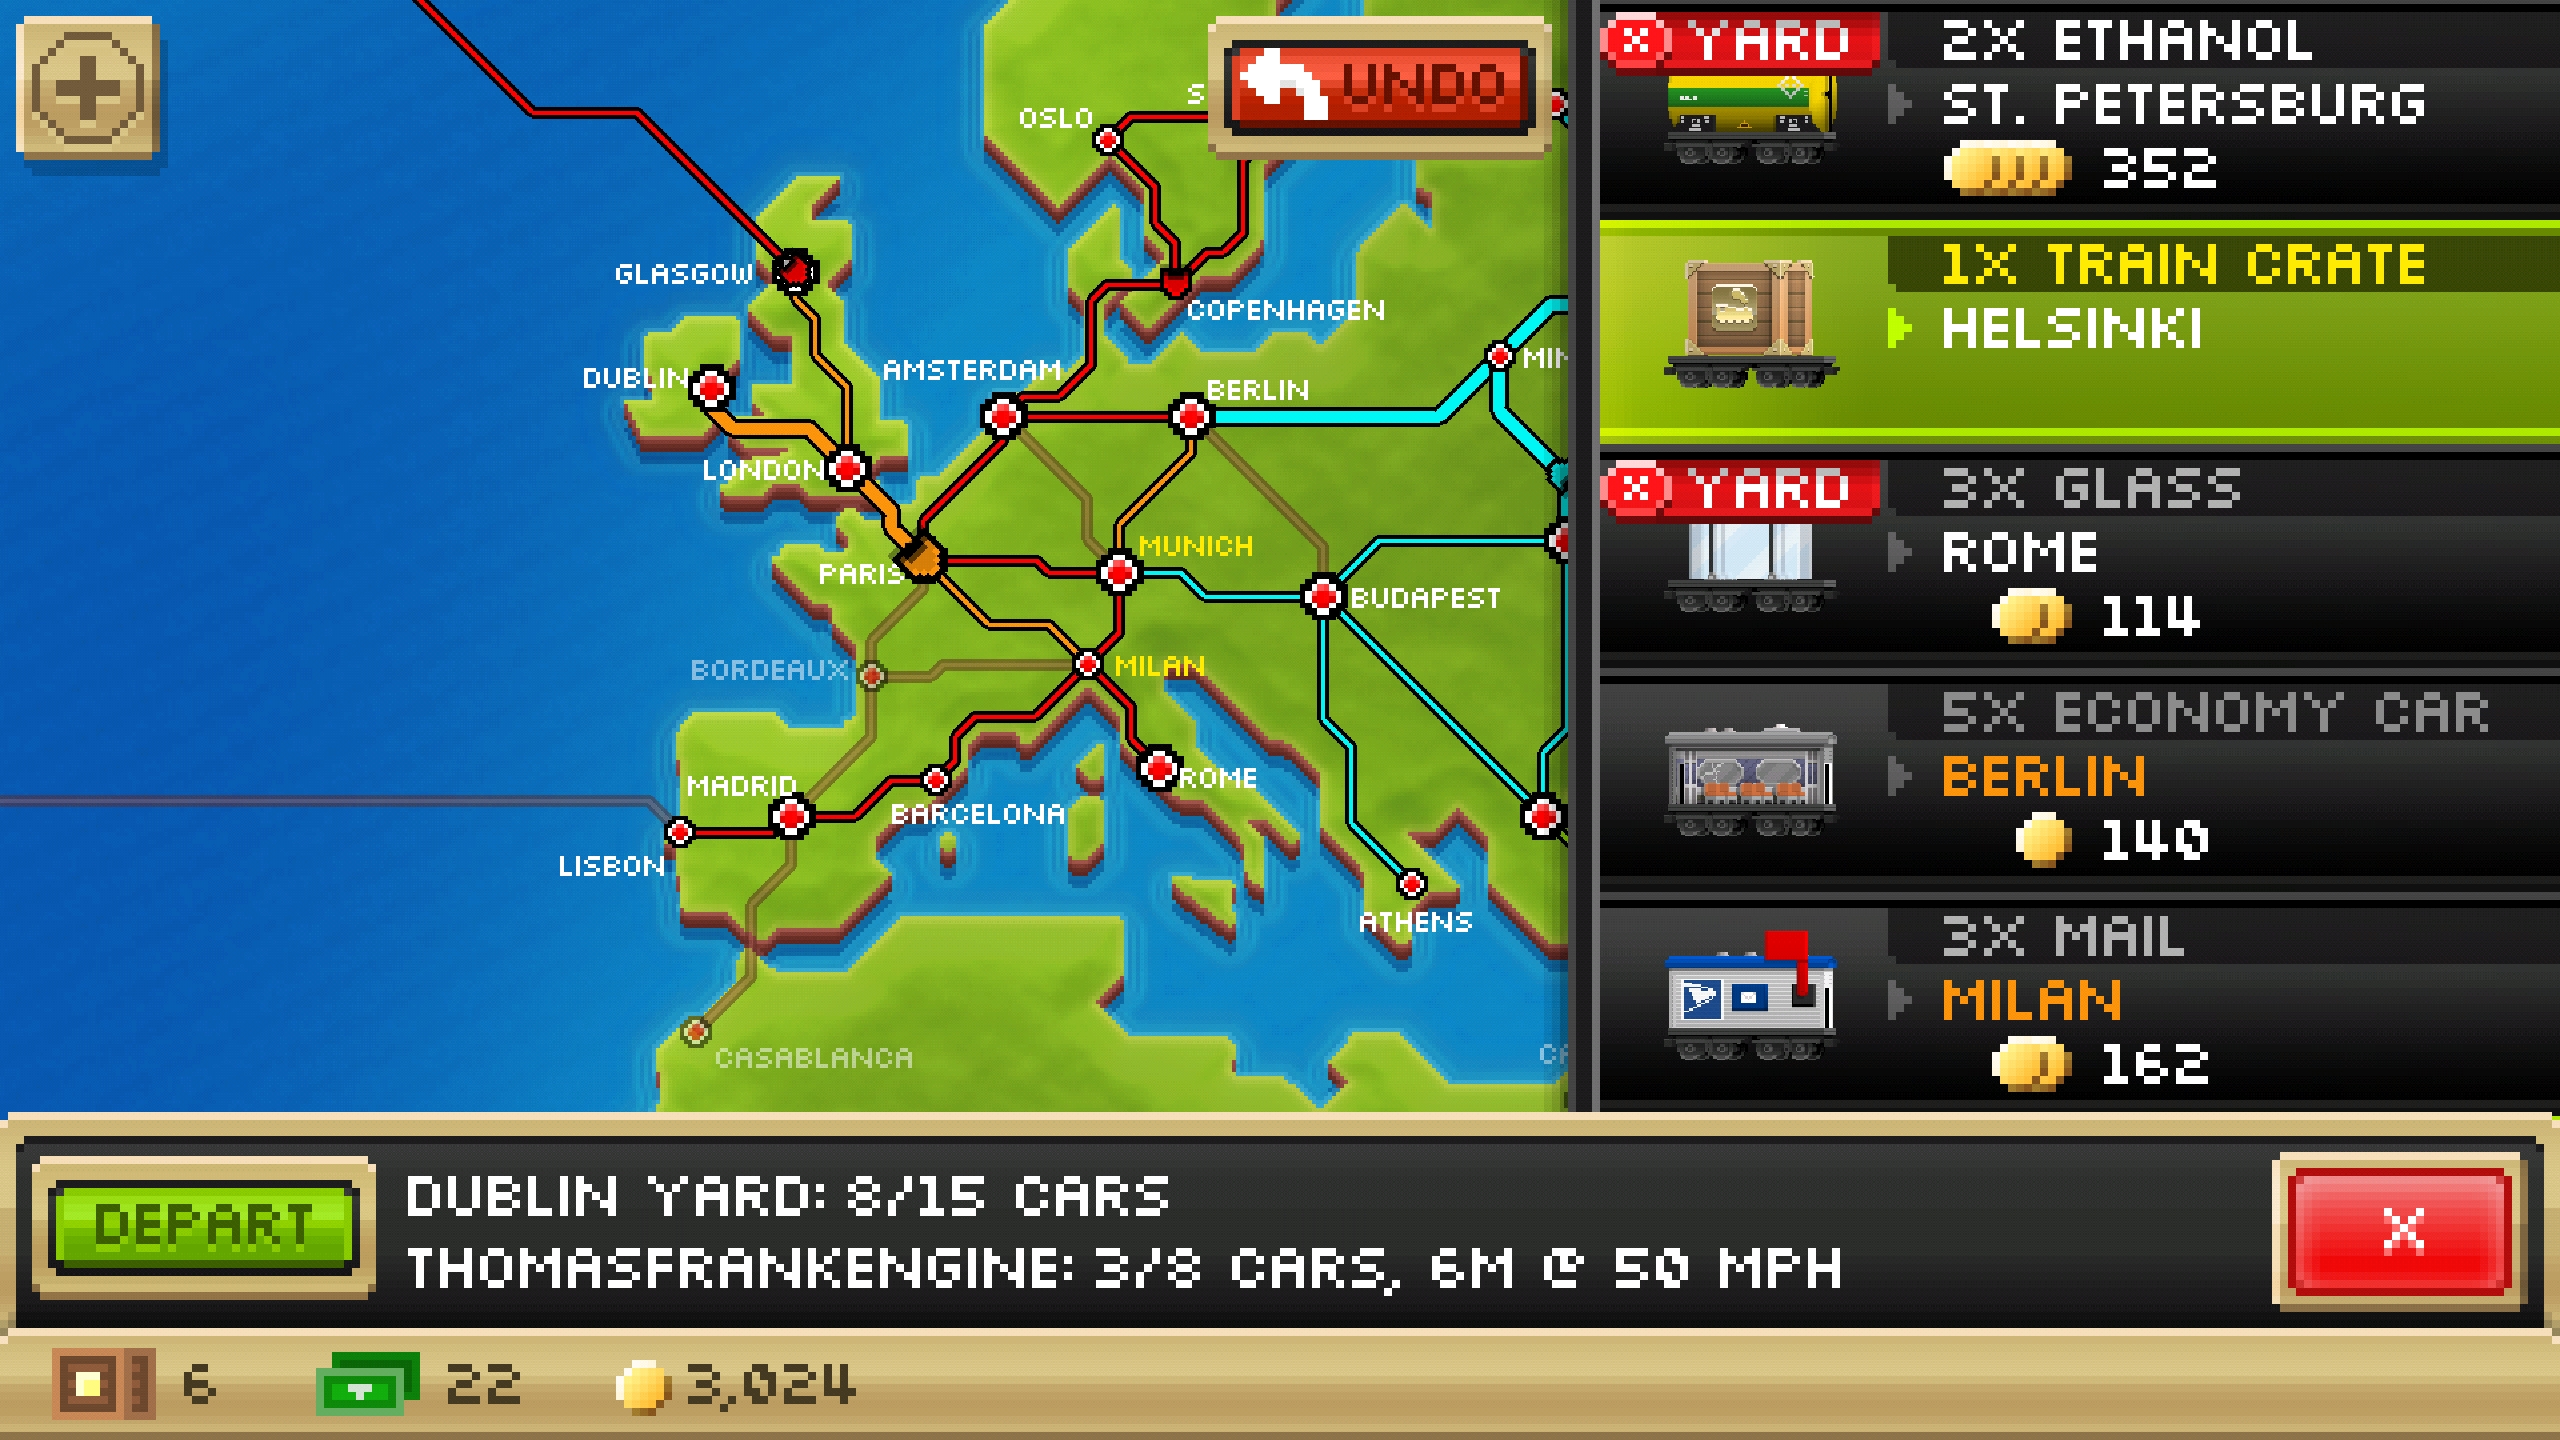 UNDO
OSLO
GLASGOW
COPENHAGEN
DUBLIN
AMSTERDAM
BERLIN
LONDON
MUNICH
PARIS
BUDAPEST
BORDEAUX
MILAN
MADRID
ROME
BARCELONA
LISBON
ATHENS
CASABLANCA
YARD
2X ETHANOL
ST. PETERSBURG
352
1X TRAIN CRATE
HELSINKI
YARD
3X GLASS
ROME
114
5X ECONOMY CAR
BERLIN
140
3X MAIL
MILAN
162
DEPART
DUBLIN YARD: 8/15 CARS
THOMASFRANKENGINE: 3/8 CARS, 6M @ 50 MPH
X
6
22
3,024